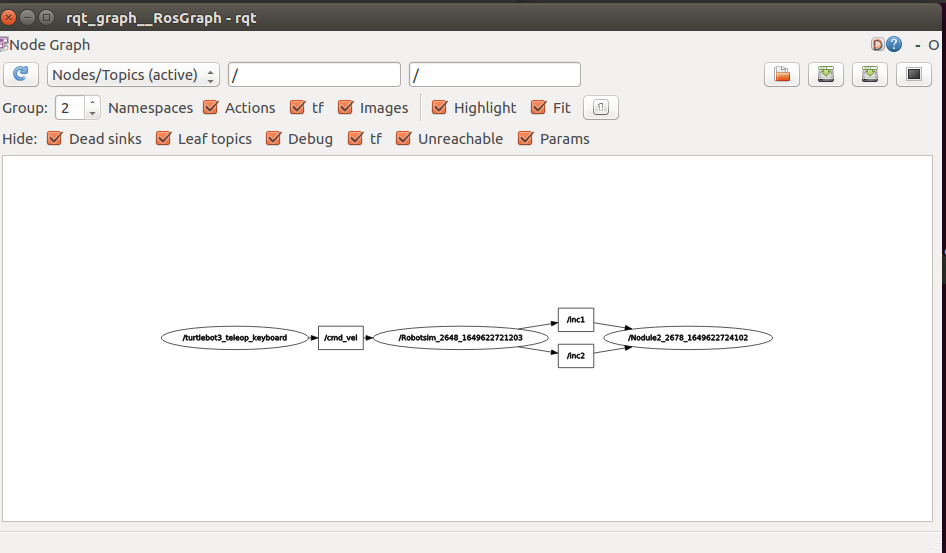 rqt_graph__RosGraph - rqt
Node Graph
D ? - O
Nodes/Topics (active) / /
Group: 2 Namespaces Actions tf Images Highlight Fit
Hide: Dead sinks Leaf topics Debug tf Unreachable Params
/inc1
/turtlebot3_teleop_keyboard /cmd_vel /Robotsim_2648_1649622721203 /Nodule2_2678_1649622724102
/inc2